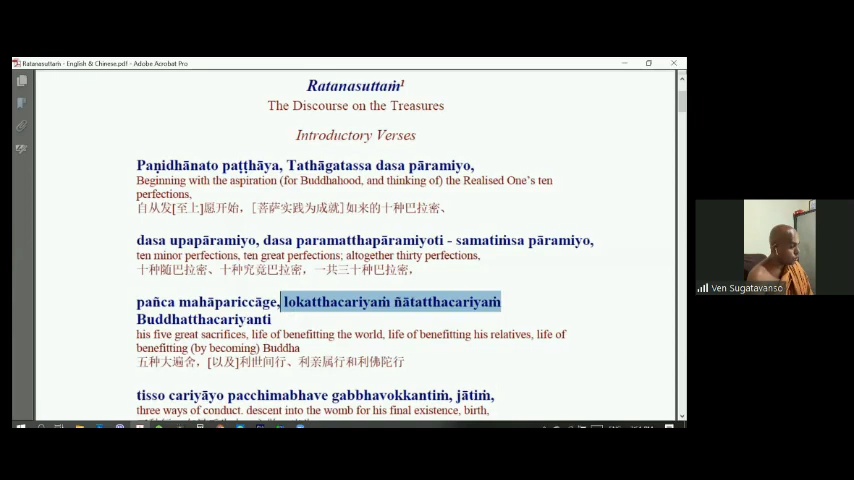 Ratanasuttaṁ - English & Chinese.pdf - Adobe Acrobat Pro
Ratanasuttaṁ¹
The Discourse on the Treasures
Introductory Verses
Paṇidhānato paṭṭhāya, Tathāgatassa dasa pāramiyo,
Beginning with the aspiration (for Buddhahood, and thinking of) the Realised One's ten
perfections,
自从发[至上]愿开始，[菩萨实践为成就]如来的十种巴拉密、
dasa upapāramiyo, dasa paramatthapāramiyoti - samatiṁsa pāramiyo,
ten minor perfections, ten great perfections; altogether thirty perfections,
十种随巴拉密、十种究竟巴拉密，一共三十种巴拉密，
pañca mahāpariccāge, lokatthacariyaṁ ñātatthacariyaṁ
Buddhatthacariyanti
his five great sacrifices, life of benefitting the world, life of benefitting his relatives, life of
benefitting (by becoming) Buddha
五种大遍舍，[以及]利世间行、利亲属行和利佛陀行
tisso cariyāyo pacchimabhave gabbhavokkantiṁ, jātiṁ,
three ways of conduct. descent into the womb for his final existence, birth,
Ven Sugatavanso